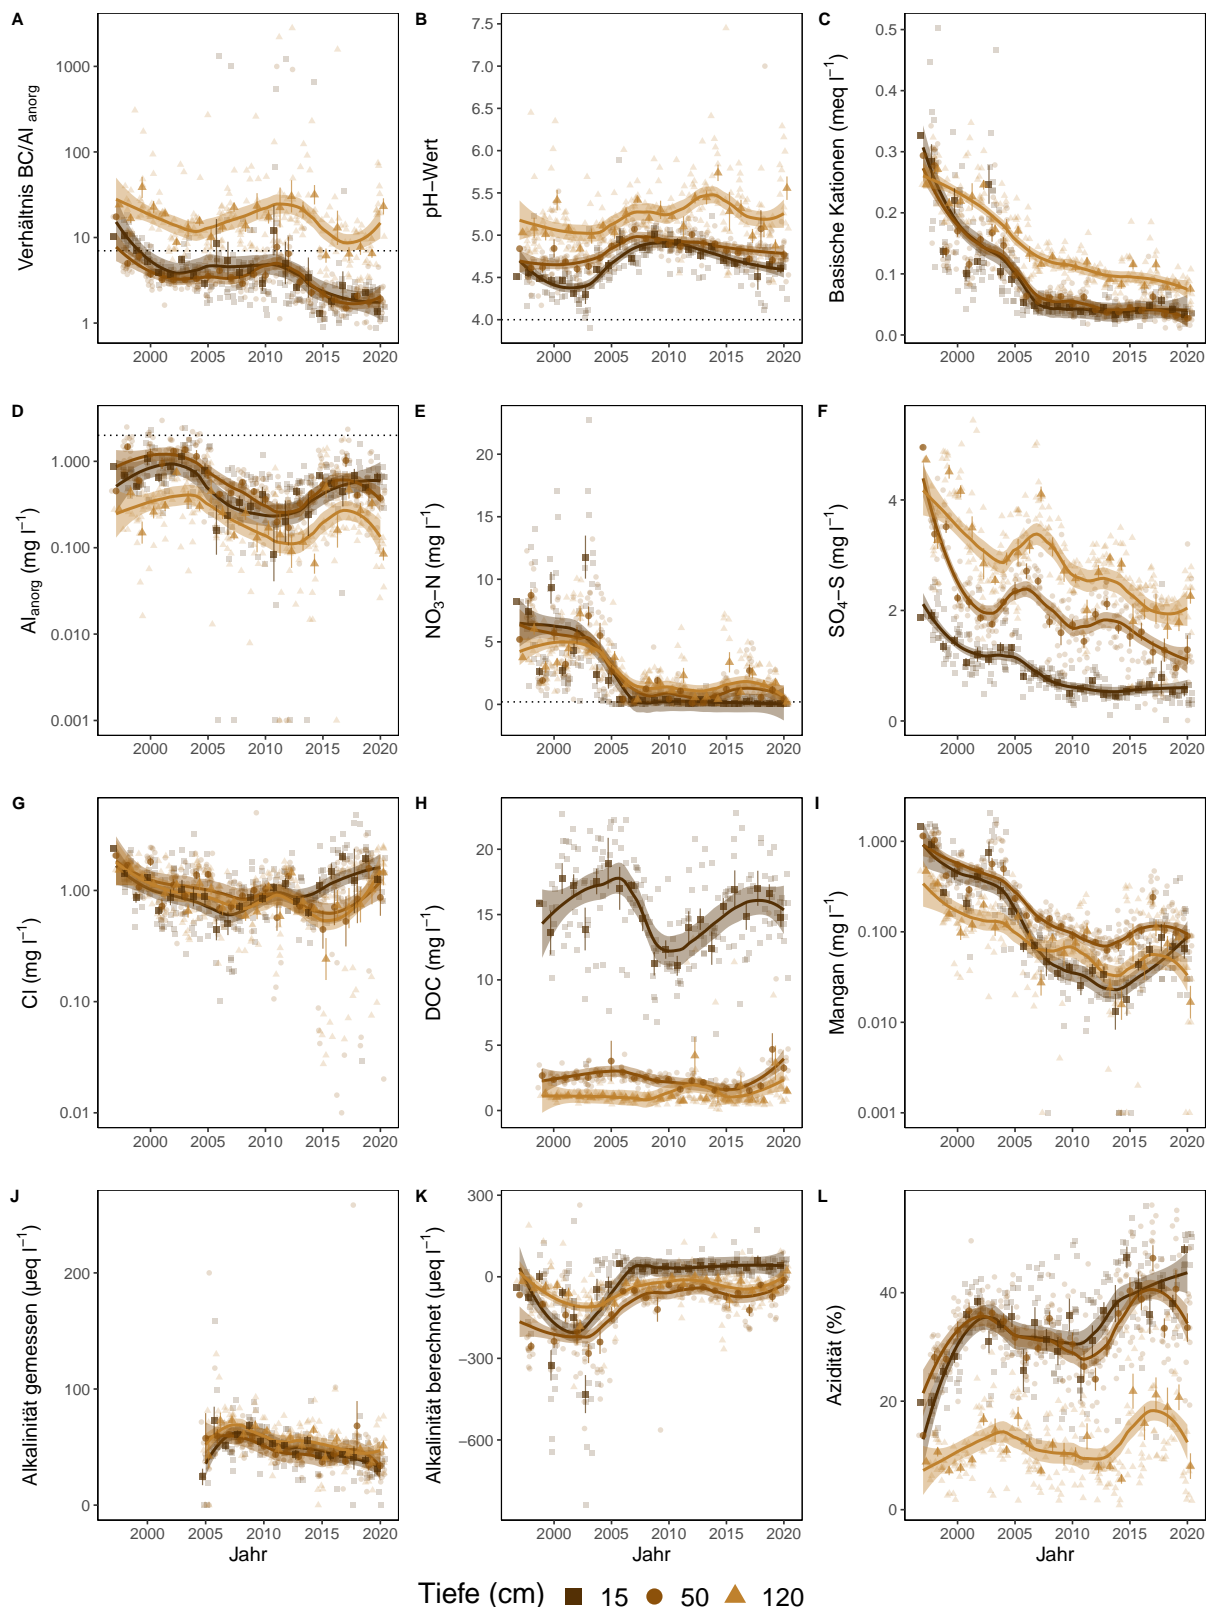 A
Verhältnis BC/Al anorg
1000
100
10
1
2000 2005 2010 2015 2020
B
pH−Wert
7.5
7.0
6.5
6.0
5.5
5.0
4.5
4.0
2000 2005 2010 2015 2020
C
Basische Kationen (meq l−1)
0.5
0.4
0.3
0.2
0.1
0.0
2000 2005 2010 2015 2020
D
Alanorg (mg l−1)
1.000
0.100
0.010
0.001
2000 2005 2010 2015 2020
E
NO3−N (mg l−1)
20
15
10
5
0
2000 2005 2010 2015 2020
F
SO4−S (mg l−1)
4
2
0
2000 2005 2010 2015 2020
G
Cl (mg l−1)
1.00
0.10
0.01
2000 2005 2010 2015 2020
H
DOC (mg l−1)
20
15
10
5
0
2000 2005 2010 2015 2020
I
Mangan (mg l−1)
1.000
0.100
0.010
0.001
2000 2005 2010 2015 2020
J
Alkalinität gemessen (µeq l−1)
200
100
0
2000 2005 2010 2015 2020
Jahr
K
Alkalinität berechnet (µeq l−1)
300
0
−300
−600
2000 2005 2010 2015 2020
Jahr
L
Azidität (%)
40
20
0
2000 2005 2010 2015 2020
Jahr
Tiefe (cm) 15 50 120